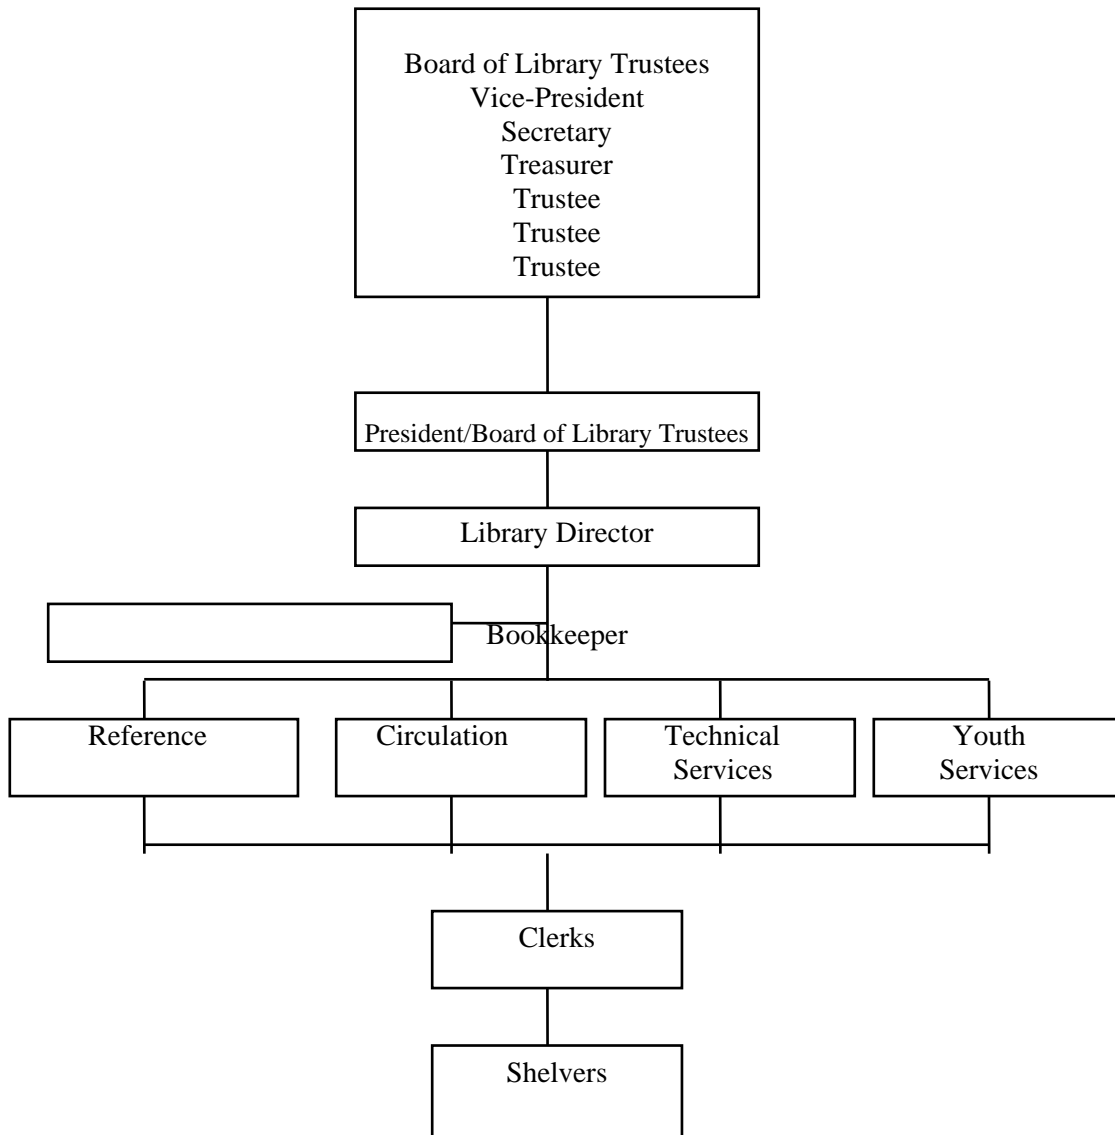 Board of Library Trustees
Vice-President
Secretary
Treasurer
Trustee
Trustee
Trustee
President/Board of Library Trustees
Library Director
Bookkeeper
Reference
Circulation
Technical
Services
Youth
Services
Clerks
Shelvers